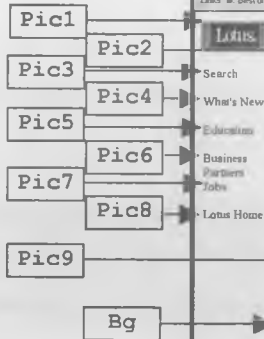 Pic1
Pic2
Lotus
Pic3
Search
Pic4
What's New
Pic5
Education
Pic6
Business
Partners
Pic7
Jobs
Pic8
Lotus Home
Pic9
Bg